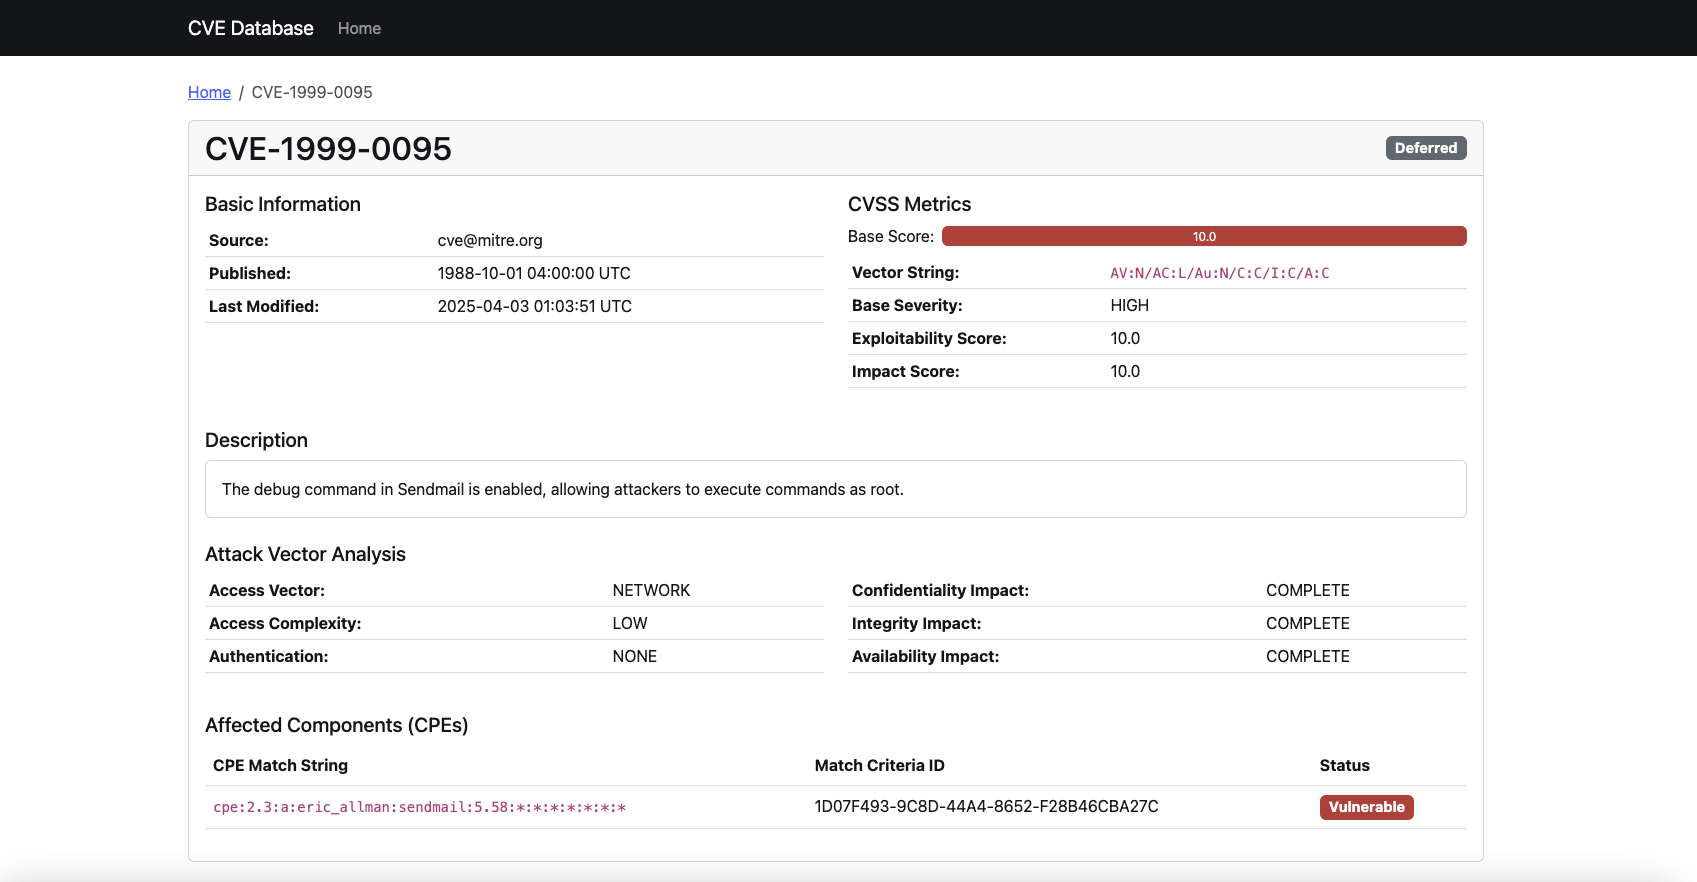 CVE Database Home
Home / CVE-1999-0095
CVE-1999-0095 Deferred
Basic Information
Source: cve@mitre.org
Published: 1988-10-01 04:00:00 UTC
Last Modified: 2025-04-03 01:03:51 UTC
CVSS Metrics
Base Score: 10.0
Vector String: AV:N/AC:L/Au:N/C:C/I:C/A:C
Base Severity: HIGH
Exploitability Score: 10.0
Impact Score: 10.0
Description
The debug command in Sendmail is enabled, allowing attackers to execute commands as root.
Attack Vector Analysis
Access Vector: NETWORK
Access Complexity: LOW
Authentication: NONE
Confidentiality Impact: COMPLETE
Integrity Impact: COMPLETE
Availability Impact: COMPLETE
Affected Components (CPEs)
CPE Match String Match Criteria ID Status
cpe:2.3:a:eric_allman:sendmail:5.58:*:*:*:*:*:*:* 1D07F493-9C8D-44A4-8652-F28B46CBA27C Vulnerable